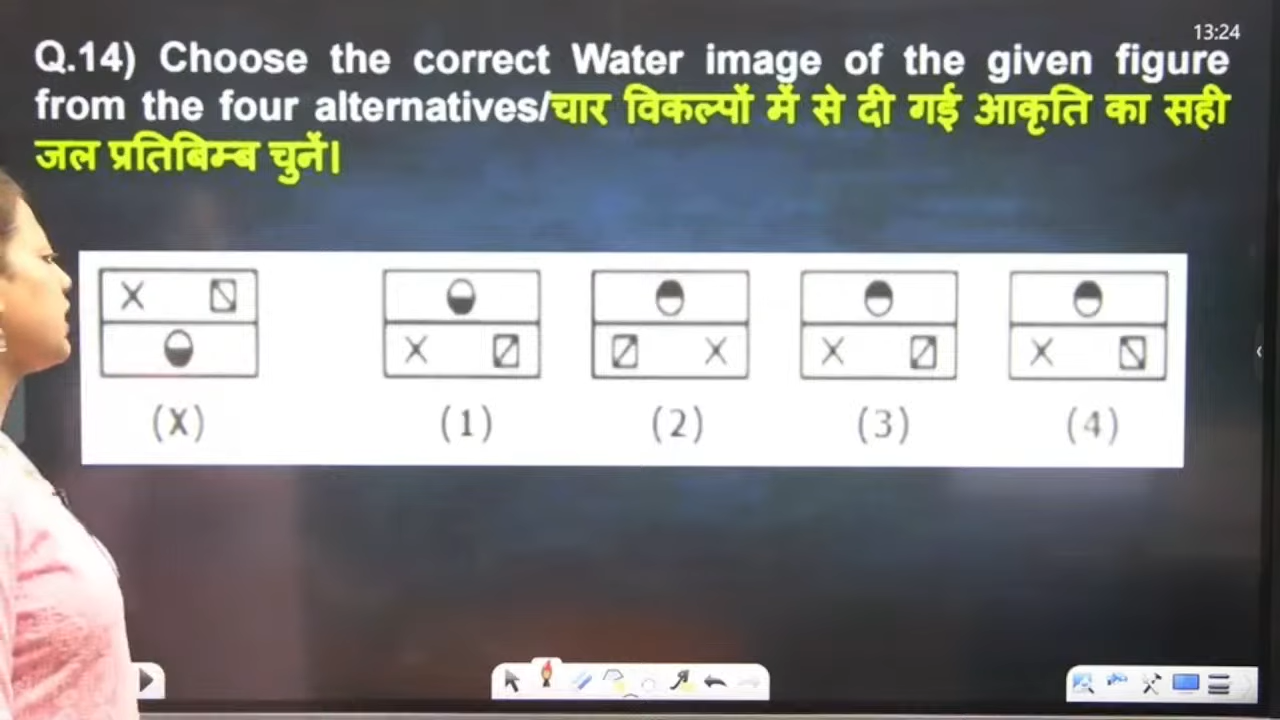 13:24
Q.14) Choose the correct Water image of the given figure
from the four alternatives/चार विकल्पों में से दी गई आकृति का सही
जल प्रतिबिम्ब चुनें।
(X) (1) (2) (3) (4)